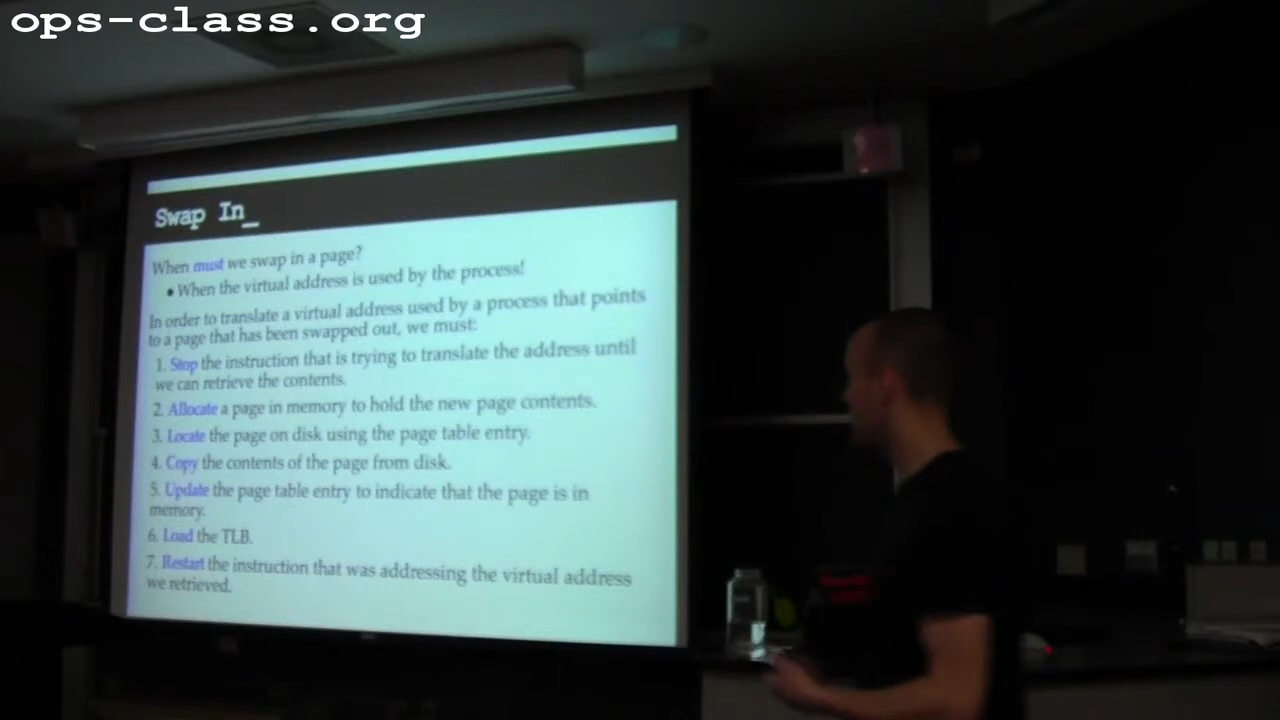 ops-class.org
Swap In_
When must we swap in a page?
• When the virtual address is used by the process!
In order to translate a virtual address used by a process that points
to a page that has been swapped out, we must:
1. Stop the instruction that is trying to translate the address until
we can retrieve the contents.
2. Allocate a page in memory to hold the new page contents.
3. Locate the page on disk using the page table entry.
4. Copy the contents of the page from disk.
5. Update the page table entry to indicate that the page is in
memory.
6. Load the TLB.
7. Restart the instruction that was addressing the virtual address
we retrieved.